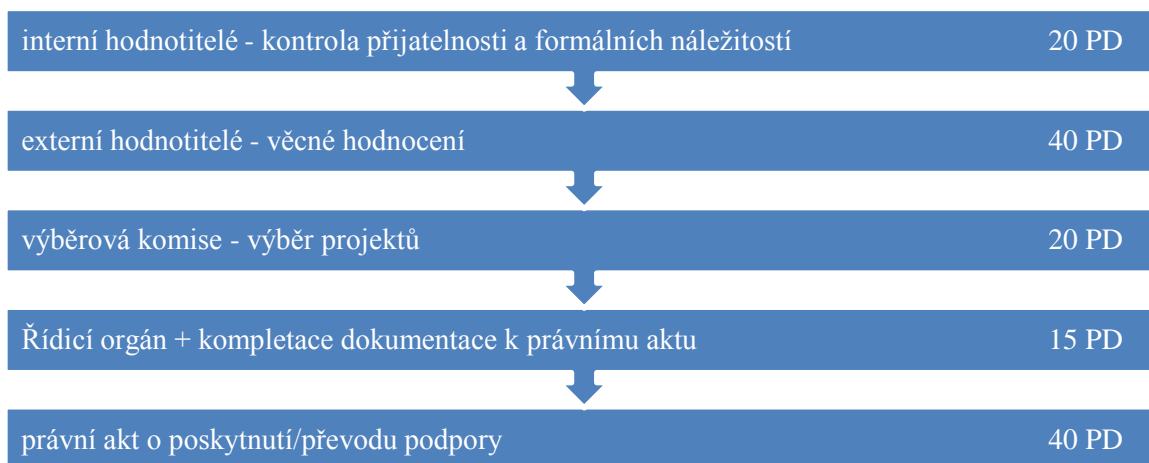 interní hodnotitelé - kontrola přijatelnosti a formálních náležitostí 20 PD
externí hodnotitelé - věcné hodnocení 40 PD
výběrová komise - výběr projektů 20 PD
Řídicí orgán + kompletace dokumentace k právnímu aktu 15 PD
právní akt o poskytnutí/převodu podpory 40 PD